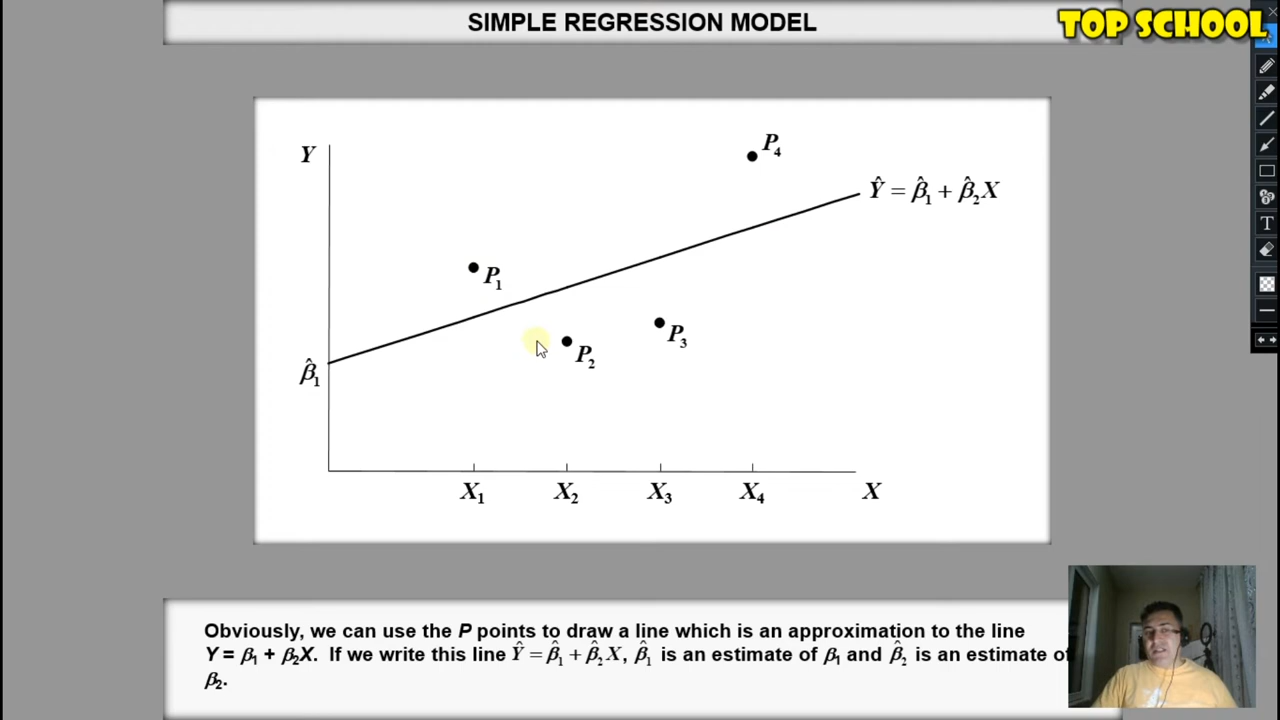 SIMPLE REGRESSION MODEL
TOP SCHOOL
Y
P₄
Ŷ = β̂₁ + β̂₂X
P₁
P₃
P₂
β̂₁
X₁ X₂ X₃ X₄ X
T
Obviously, we can use the P points to draw a line which is an approximation to the line
Y = β₁ + β₂X. If we write this line Ŷ = β̂₁ + β̂₂X, β̂₁ is an estimate of β₁ and β̂₂ is an estimate of
β₂.